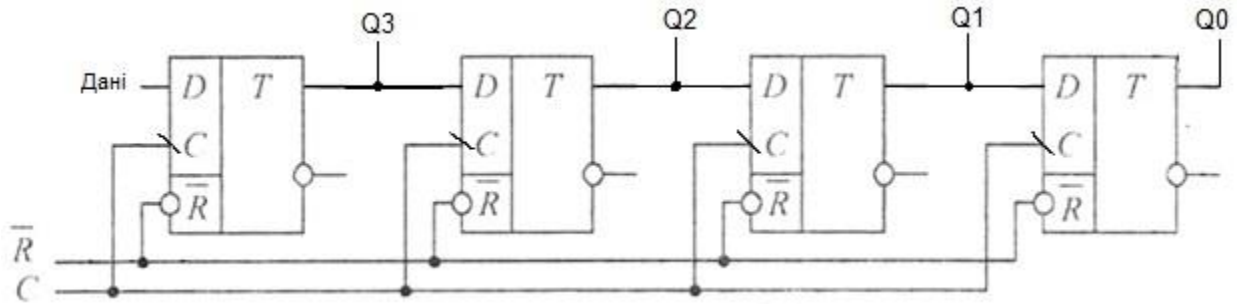 Q3 Q2 Q1 Q0
Дані D T D T D T D T
C C C C
R̅ R̅ R̅ R̅
R̅
C